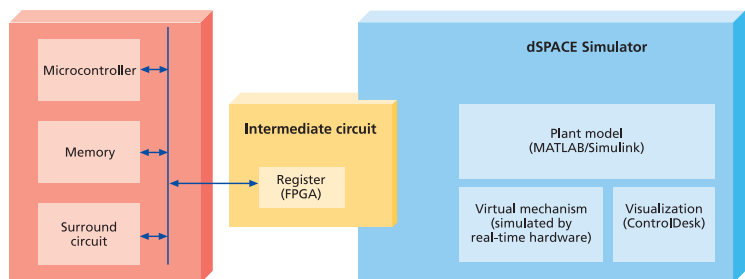 Microcontroller
Memory
Surround
circuit
Intermediate circuit
Register
(FPGA)
dSPACE Simulator
Plant model
(MATLAB/Simulink)
Virtual mechanism
(simulated by
real-time hardware)
Visualization
(ControlDesk)